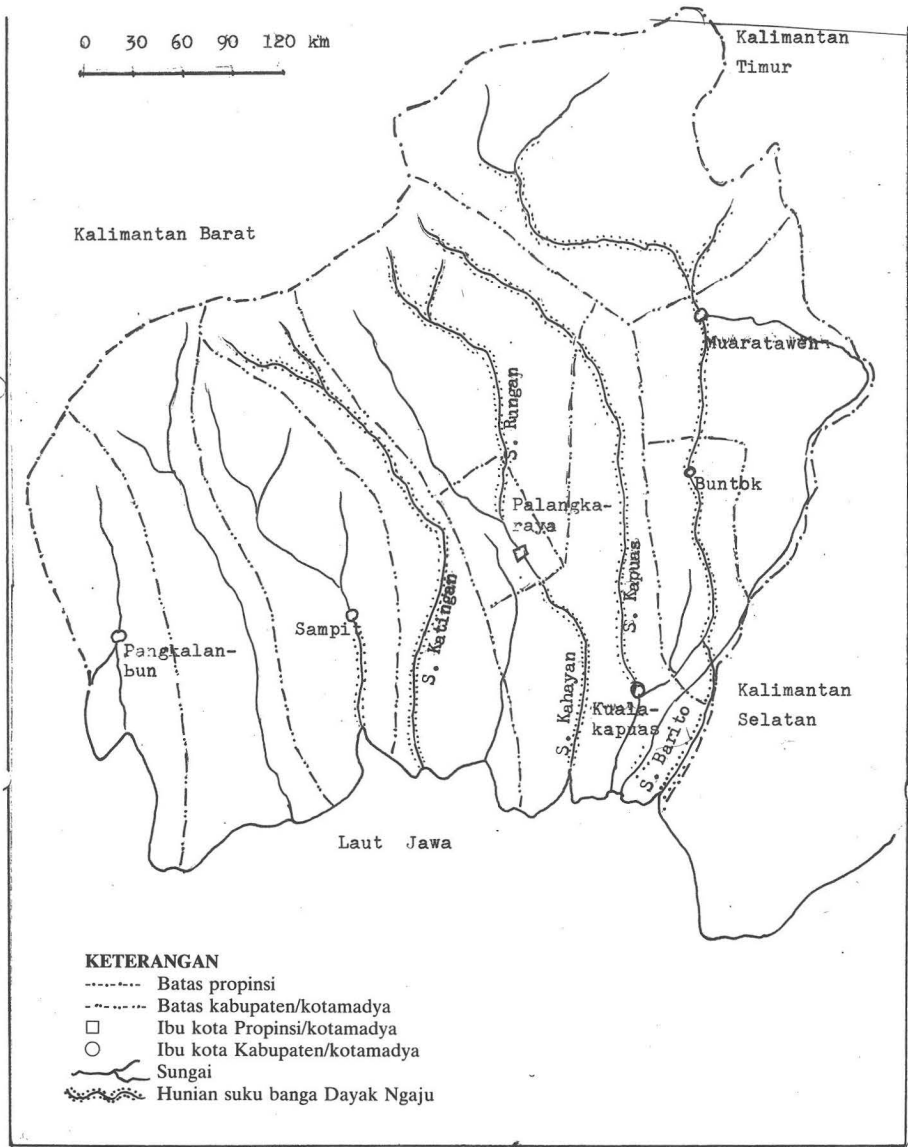 0 30 60 90 120 km
Kalimantan
Timur
Kalimantan Barat
Muarataweh
S. Rungan
Buntok
Palangka-
raya
S. Kapuas
Sampit
S. Katingan
Pangkalan-
bun
S. Kahayan
Kuala-
kapuas
S. Barito
Kalimantan
Selatan
Laut Jawa
KETERANGAN
Batas propinsi
Batas kabupaten/kotamadya
Ibu kota Propinsi/kotamadya
Ibu kota Kabupaten/kotamadya
Sungai
Hunian suku banga Dayak Ngaju